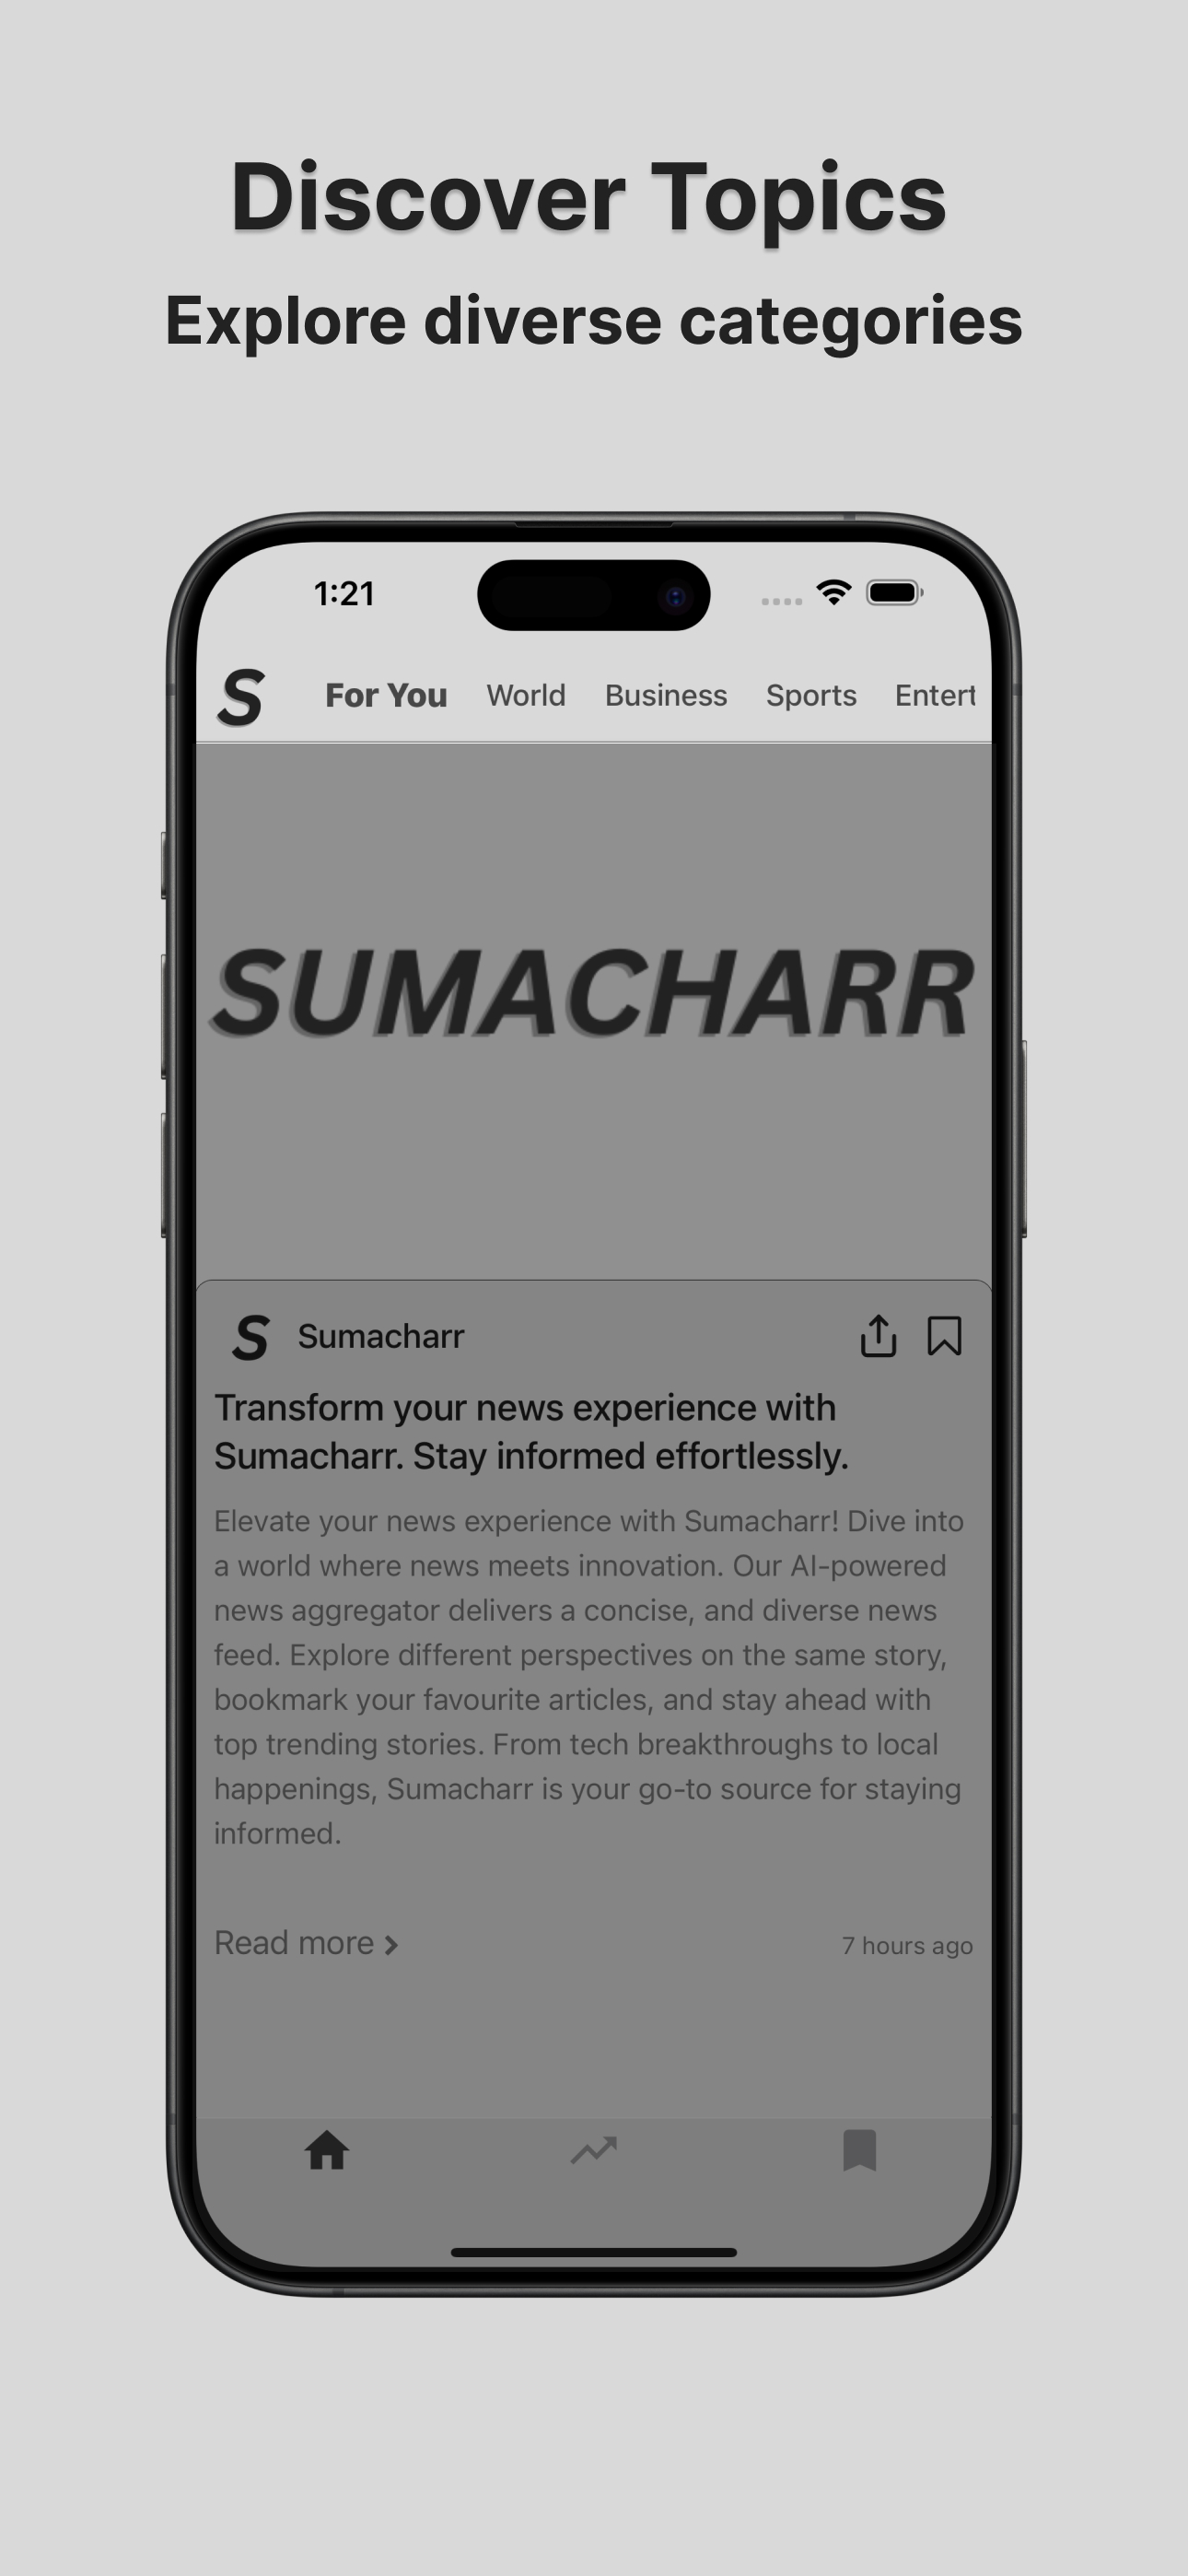 Discover Topics
Explore diverse categories
1:21
S For You World Business Sports Entert
SUMACHARR
S Sumacharr
Transform your news experience with
Sumacharr. Stay informed effortlessly.
Elevate your news experience with Sumacharr! Dive into
a world where news meets innovation. Our AI-powered
news aggregator delivers a concise, and diverse news
feed. Explore different perspectives on the same story,
bookmark your favourite articles, and stay ahead with
top trending stories. From tech breakthroughs to local
happenings, Sumacharr is your go-to source for staying
informed.
Read more
7 hours ago